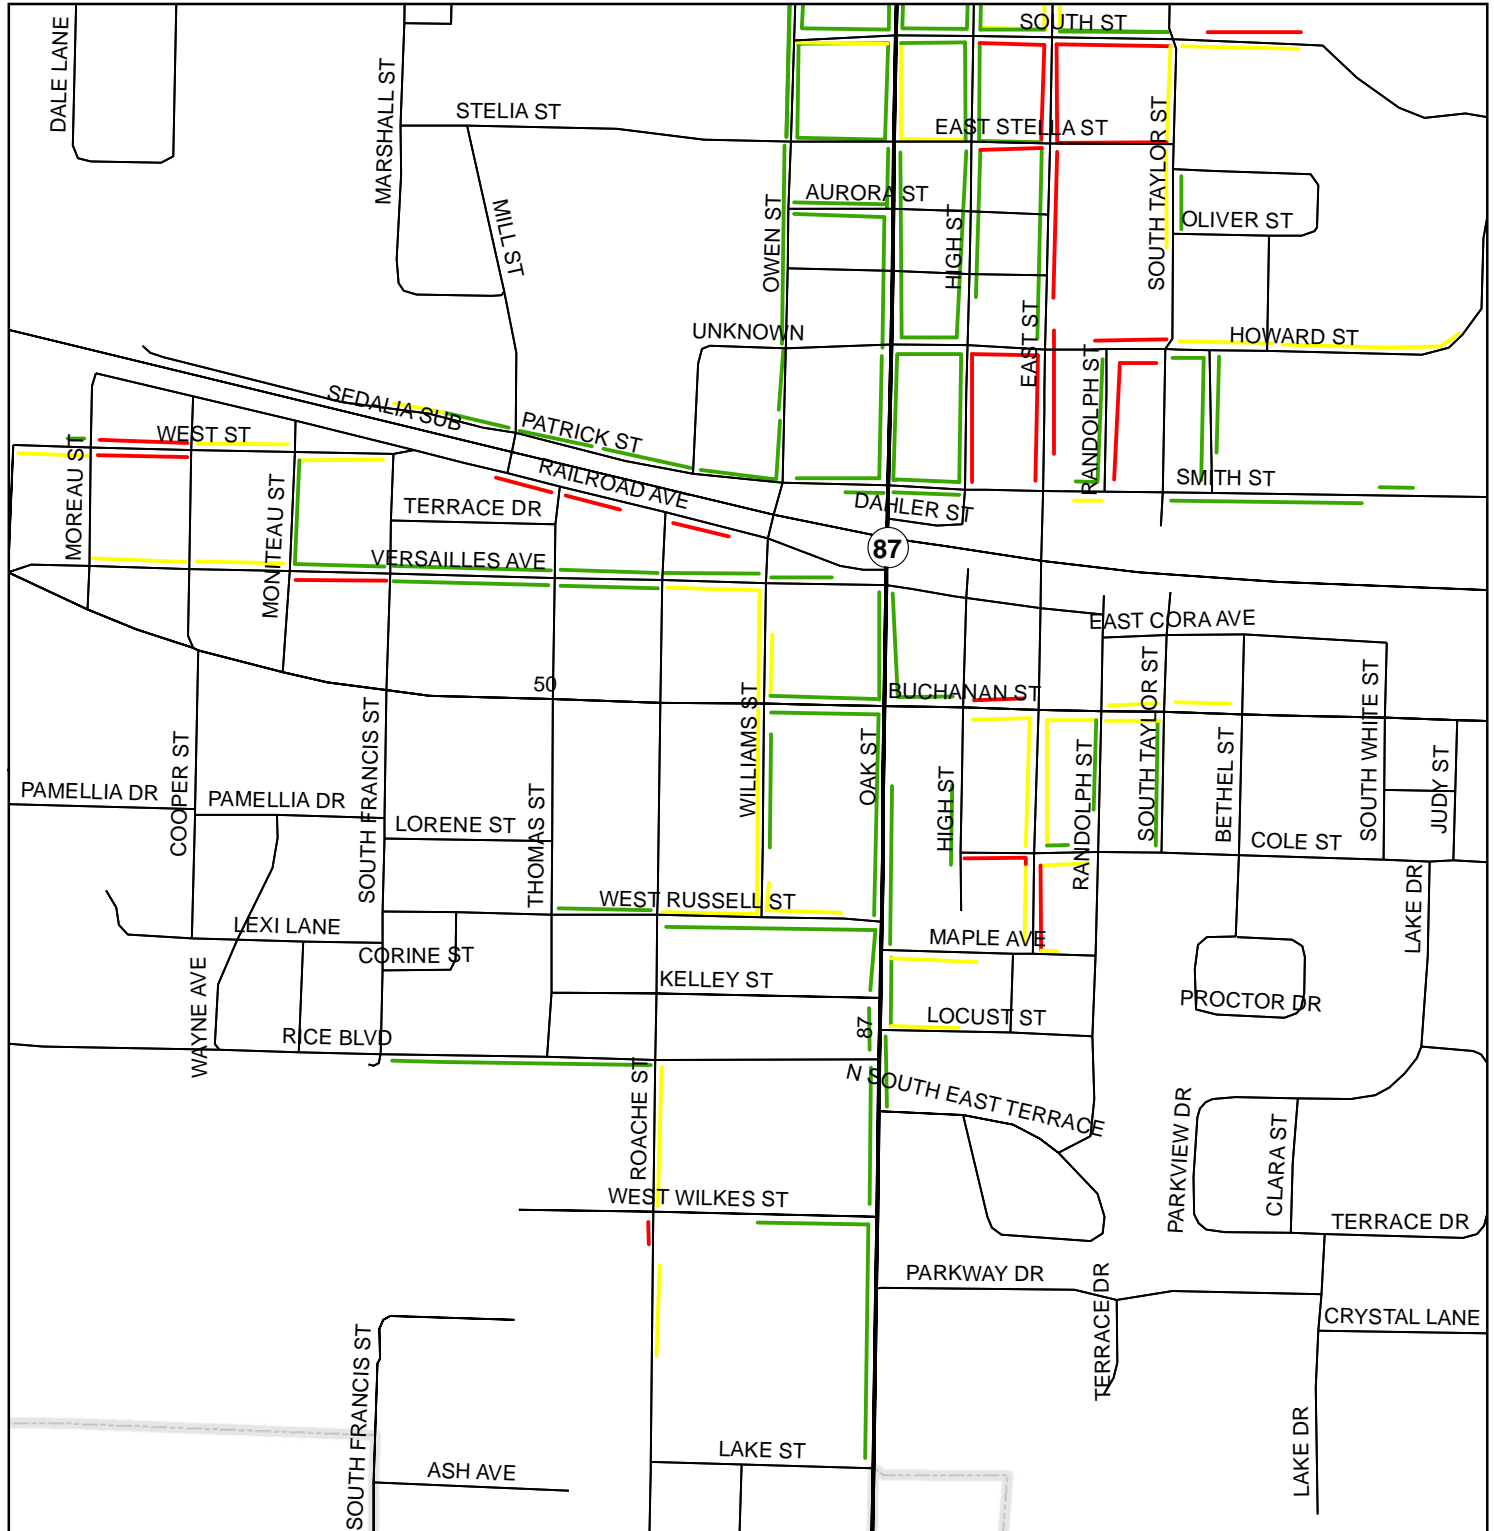 SOUTH ST
DALE LANE
MARSHALL ST
STELIA ST
EAST STELLA ST
SOUTH TAYLOR ST
AURORA ST
OWEN ST
MILL ST
HIGH ST
OLIVER ST
UNKNOWN
EAST ST
HOWARD ST
RANDOLPH ST
SEDALIA SUB
PATRICK ST
WEST ST
MOREAU ST
RAILROAD AVE
SMITH ST
MONITEAU ST
TERRACE DR
DAHLER ST
VERSAILLES AVE
87
EAST CORA AVE
50
BUCHANAN ST
SOUTH TAYLOR ST
SOUTH WHITE ST
WILLIAMS ST
OAK ST
SOUTH FRANCIS ST
COOPER ST
PAMELLIA DR
PAMELLIA DR
LORENE ST
THOMAS ST
HIGH ST
RANDOLPH ST
BETHEL ST
JUDY ST
COLE ST
WEST RUSSELL ST
LEXI LANE
CORINE ST
MAPLE AVE
LAKE DR
KELLEY ST
WAYNE AVE
PROCTOR DR
LOCUST ST
87
RICE BLVD
ROACHE ST
N SOUTH EAST TERRACE
PARKVIEW DR
CLARA ST
WEST WILKES ST
TERRACE DR
PARKWAY DR
TERRACE DR
CRYSTAL LANE
SOUTH FRANCIS ST
LAKE DR
LAKE ST
ASH AVE